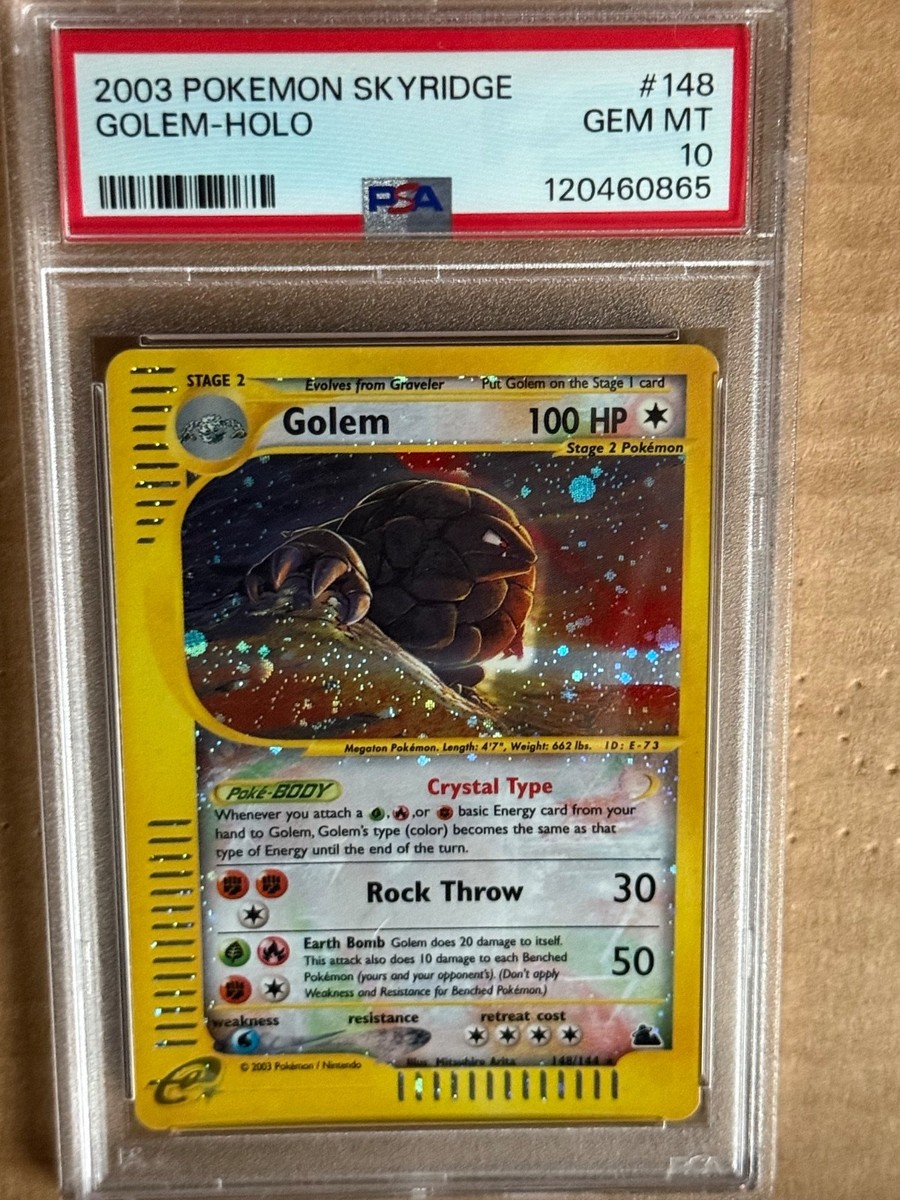 2003 POKEMON SKYRIDGE #148
GOLEM-HOLO GEM MT
10
PSA 120460865
STAGE 2 Evolves from Graveler Put Golem on the Stage 1 card
Golem 100 HP
Stage 2 Pokémon
Megaton Pokémon. Length: 4'7", Weight: 662 lbs. ID: E-73
Poké-BODY Crystal Type
Whenever you attach a , , or basic Energy card from your
hand to Golem, Golem's type (color) becomes the same as that
type of Energy until the end of the turn.
Rock Throw 30
Earth Bomb Golem does 20 damage to itself.
This attack also does 10 damage to each Benched
Pokémon (yours and your opponent's). (Don't apply
Weakness and Resistance for Benched Pokémon.)
50
weakness resistance retreat cost
© 2003 Pokémon / Nintendo Illus. Mitsuhiro Arita 148/144
e